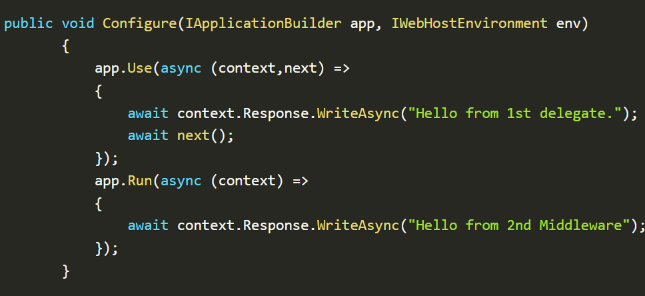 public void Configure(IApplicationBuilder app, IWebHostEnvironment env)
{
app.Use(async (context,next) =>
{
await context.Response.WriteAsync("Hello from 1st delegate.");
await next();
});
app.Run(async (context) =>
{
await context.Response.WriteAsync("Hello from 2nd Middleware");
});
}